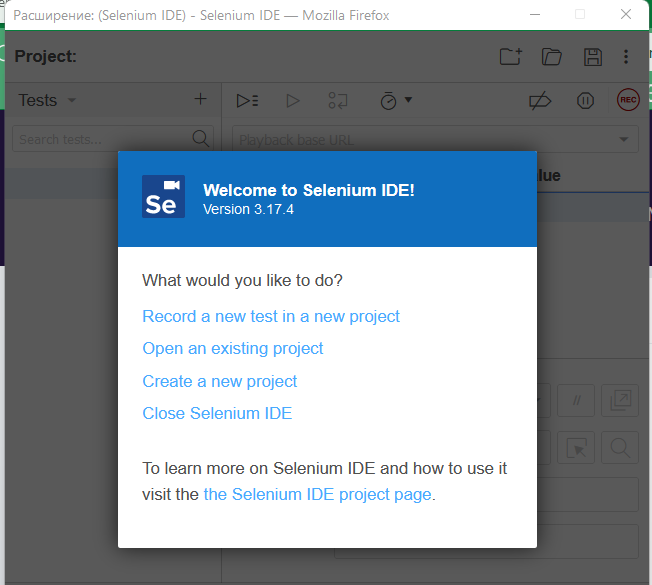 Расширение: (Selenium IDE) - Selenium IDE — Mozilla Firefox
Project:
Tests
Search tests...
Playback base URL
REC
lue
Se
Welcome to Selenium IDE!
Version 3.17.4
What would you like to do?
Record a new test in a new project
Open an existing project
Create a new project
Close Selenium IDE
//
To learn more on Selenium IDE and how to use it
visit the the Selenium IDE project page.